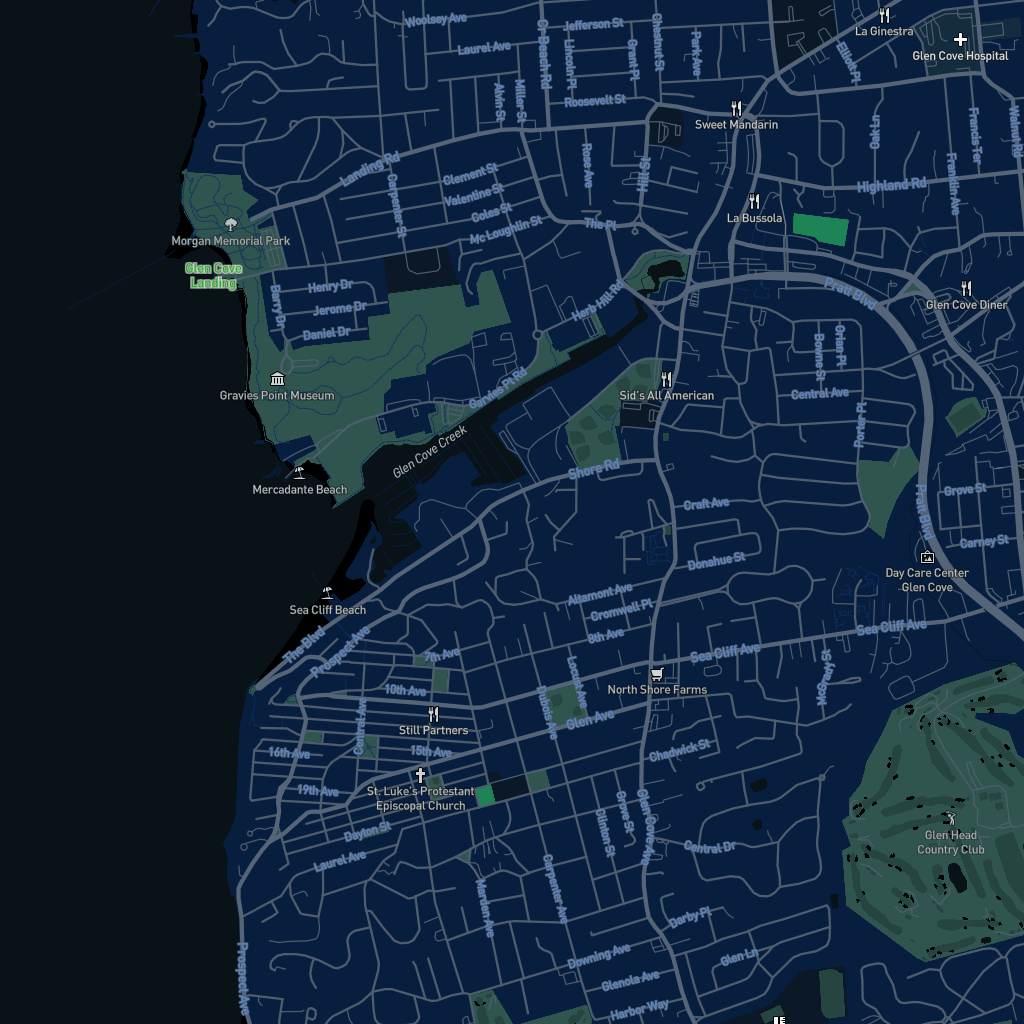 Woolsey Ave
Jefferson St
La Ginestra
Laurel Ave
Cr-Beech Rd
Lincoln Pl
Grant Pl
Chestnut St
Park Ave
Elliott Pl
Glen Cove Hospital
Alvin St
Miller St
Roosevelt St
Sweet Mandarin
Oak Ln
Francis Ter
Walnut Rd
Landing Rd
Clement St
Rose Ave
Hill St
Highland Rd
Franklin Ave
Carpenter St
Valentine St
Coles St
Mc Loughlin St
The Pl
La Bussola
Morgan Memorial Park
Glen Cove
Landing
Henry Dr
Barry Dr
Jerome Dr
Daniel Dr
Herb Hill Rd
Pratt Blvd
Glen Cove Diner
Orlan Pl
Bowne St
Gravies Point Museum
Garvies Pt Rd
Sid's All American
Central Ave
Porter Pl
Glen Cove Creek
Shore Rd
Mercadante Beach
Craft Ave
Pratt Blvd
Grove St
Carney St
Donahue St
Day Care Center
Glen Cove
Sea Cliff Beach
Altamont Ave
Cromwell Pl
8th Ave
Sea Cliff Ave
Sea Cliff Ave
The Blvd
Prospect Ave
7th Ave
Locust Ave
McGrady St
North Shore Farms
10th Ave
Dubois Ave
Glen Ave
Central Ave
Still Partners
16th Ave
15th Ave
Chadwick St
19th Ave
St. Luke's Protestant
Episcopal Church
Grove St
Clinton St
Glen Cove Ave
Dayton St
Central Dr
Glen Head
Country Club
Laurel Ave
Marden Ave
Carpenter Ave
Darby Pl
Prospect Ave
Downing Ave
Glen Ln
Glenola Ave
Harbor Way